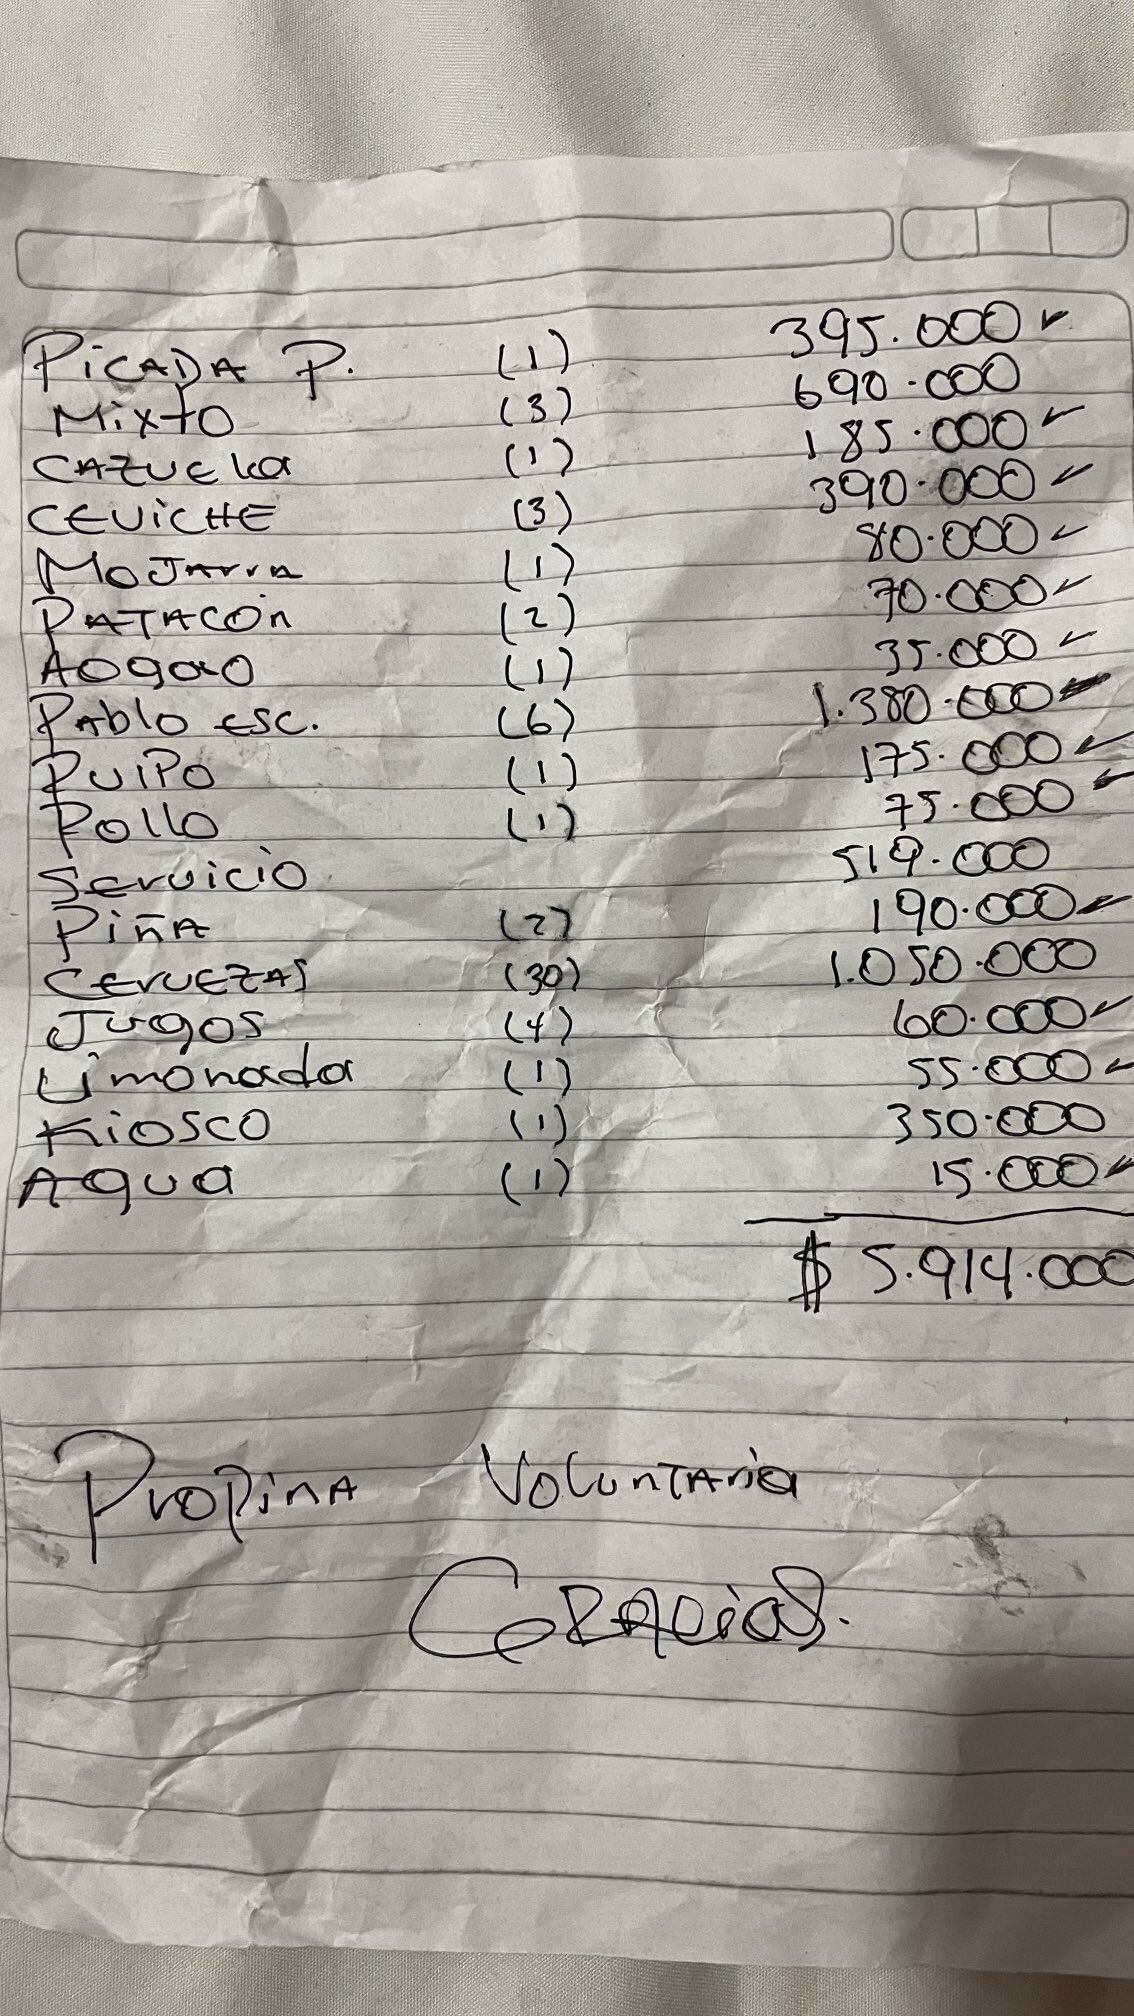 PiCADA P. (1) 395.000 ✓
Mixto (3) 690.000
CAZUEla (1) 185.000 ✓
CEViCHE (3) 390.000 ✓
MoJArrA (1) 80.000 ✓
PATACON (2) 70.000 ✓
AOgaO (1) 35.000 ✓
PAblo esc. (6) 1.380.000 ✓
PulPO (1) 175.000 ✓
Pollo (1) 75.000 ✓
Servicio 519.000
PiñA (2) 190.000 ✓
CerVEZAS (30) 1.050.000
Jugos (4) 60.000 ✓
Limonada (1) 55.000 ✓
Kiosco (1) 350.000
Agua (1) 15.000 ✓
$ 5.914.000
ProPinA VoLunTAria
GRACias.